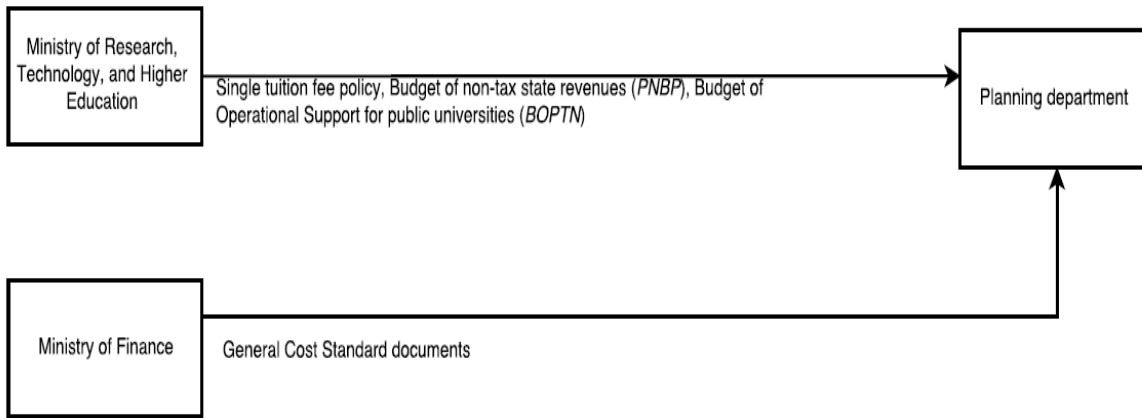 Ministry of Research,
Technology, and Higher
Education
Single tuition fee policy, Budget of non-tax state revenues (PNBP), Budget of
Operational Support for public universities (BOPTN)
Planning department
Ministry of Finance
General Cost Standard documents